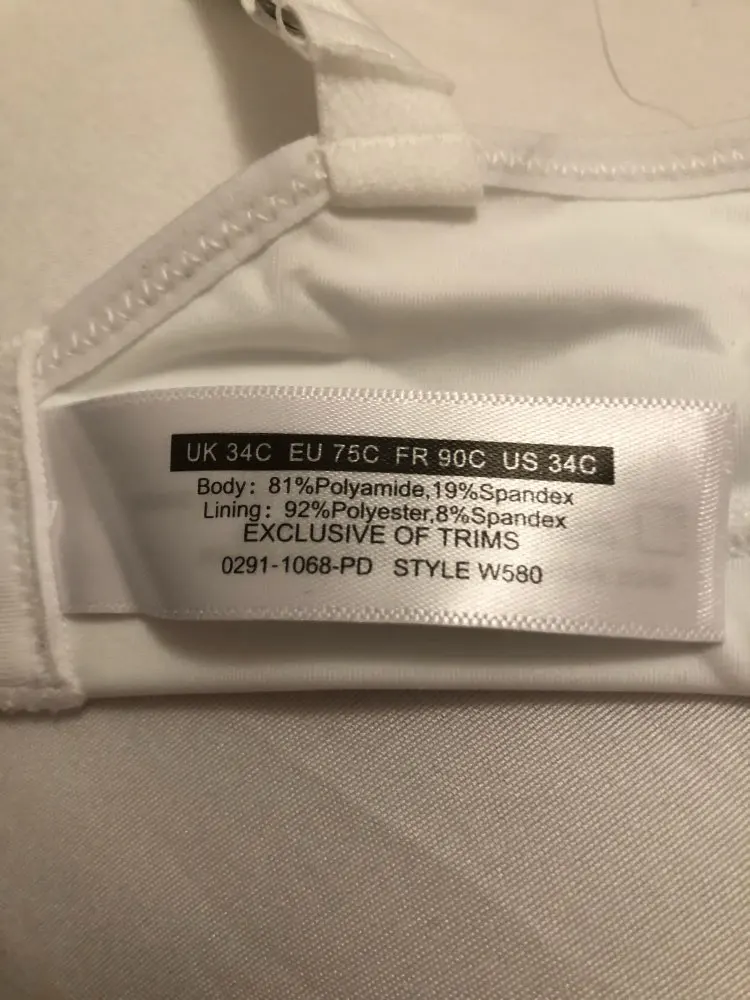 UK 34C EU 75C FR 90C US 34C
Body: 81%Polyamide,19%Spandex
Lining: 92%Polyester,8%Spandex
EXCLUSIVE OF TRIMS
0291-1068-PD STYLE W580